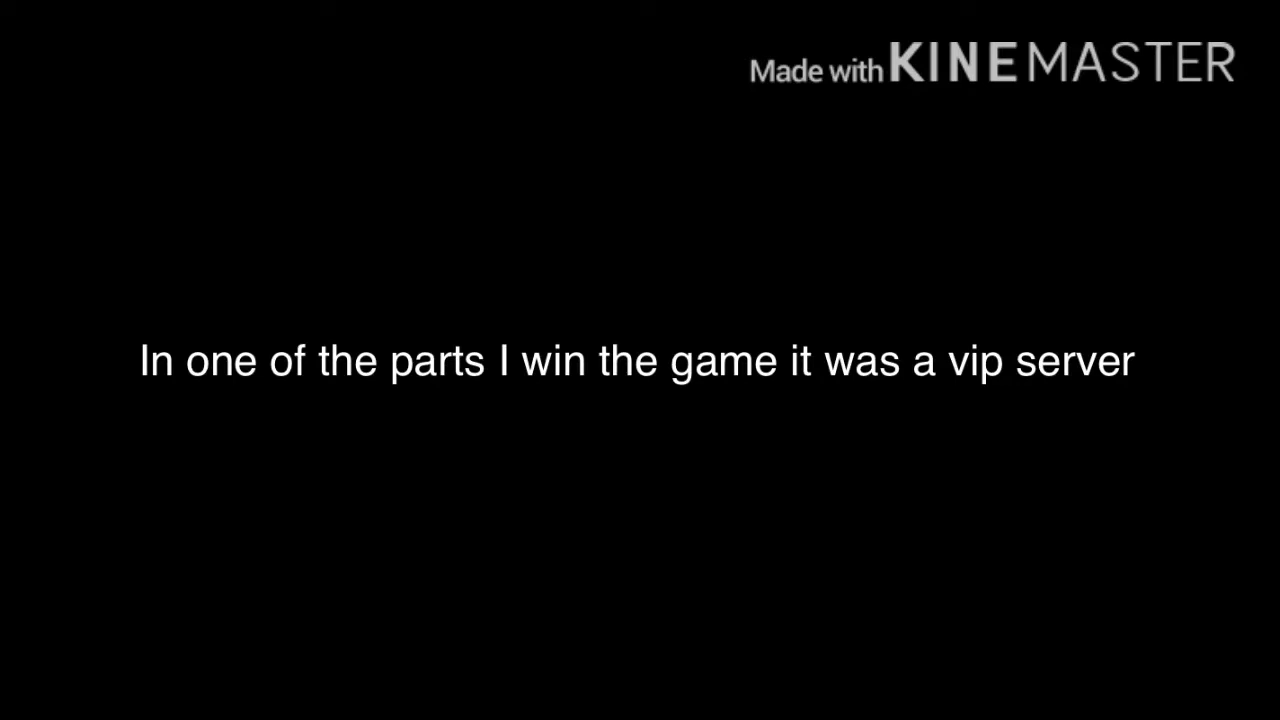 Made with KINEMASTER
In one of the parts I win the game it was a vip server